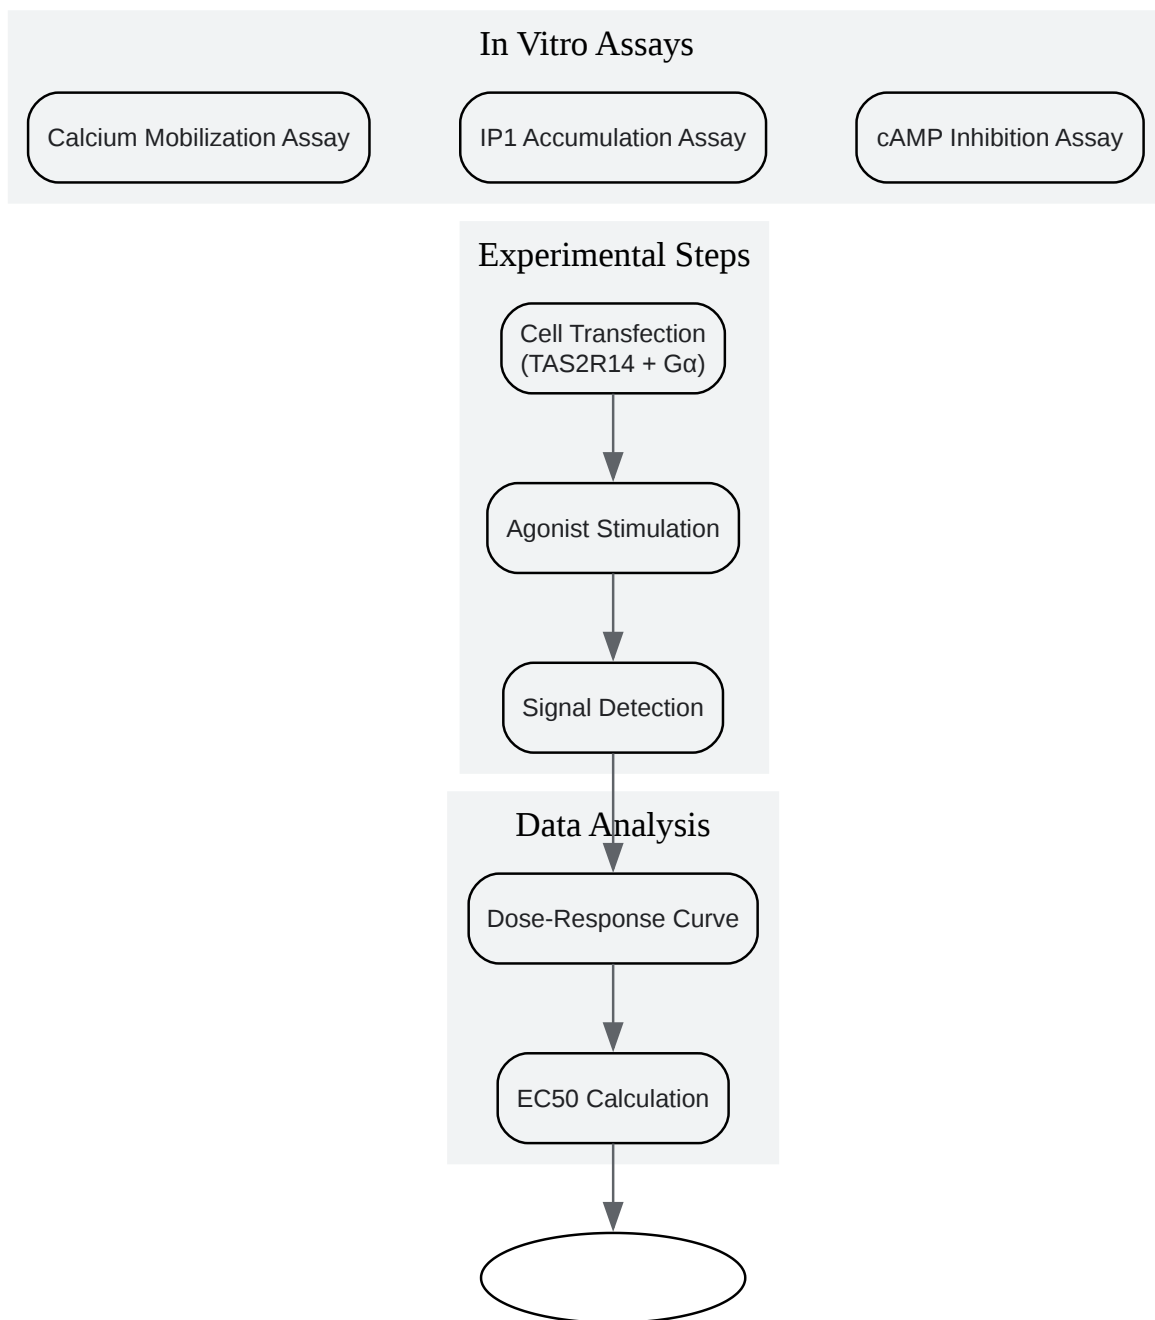 In Vitro Assays
Calcium Mobilization Assay
IP1 Accumulation Assay
cAMP Inhibition Assay
Experimental Steps
Cell Transfection
(TAS2R14 + Gα)
Agonist Stimulation
Signal Detection
Data Analysis
Dose-Response Curve
EC50 Calculation